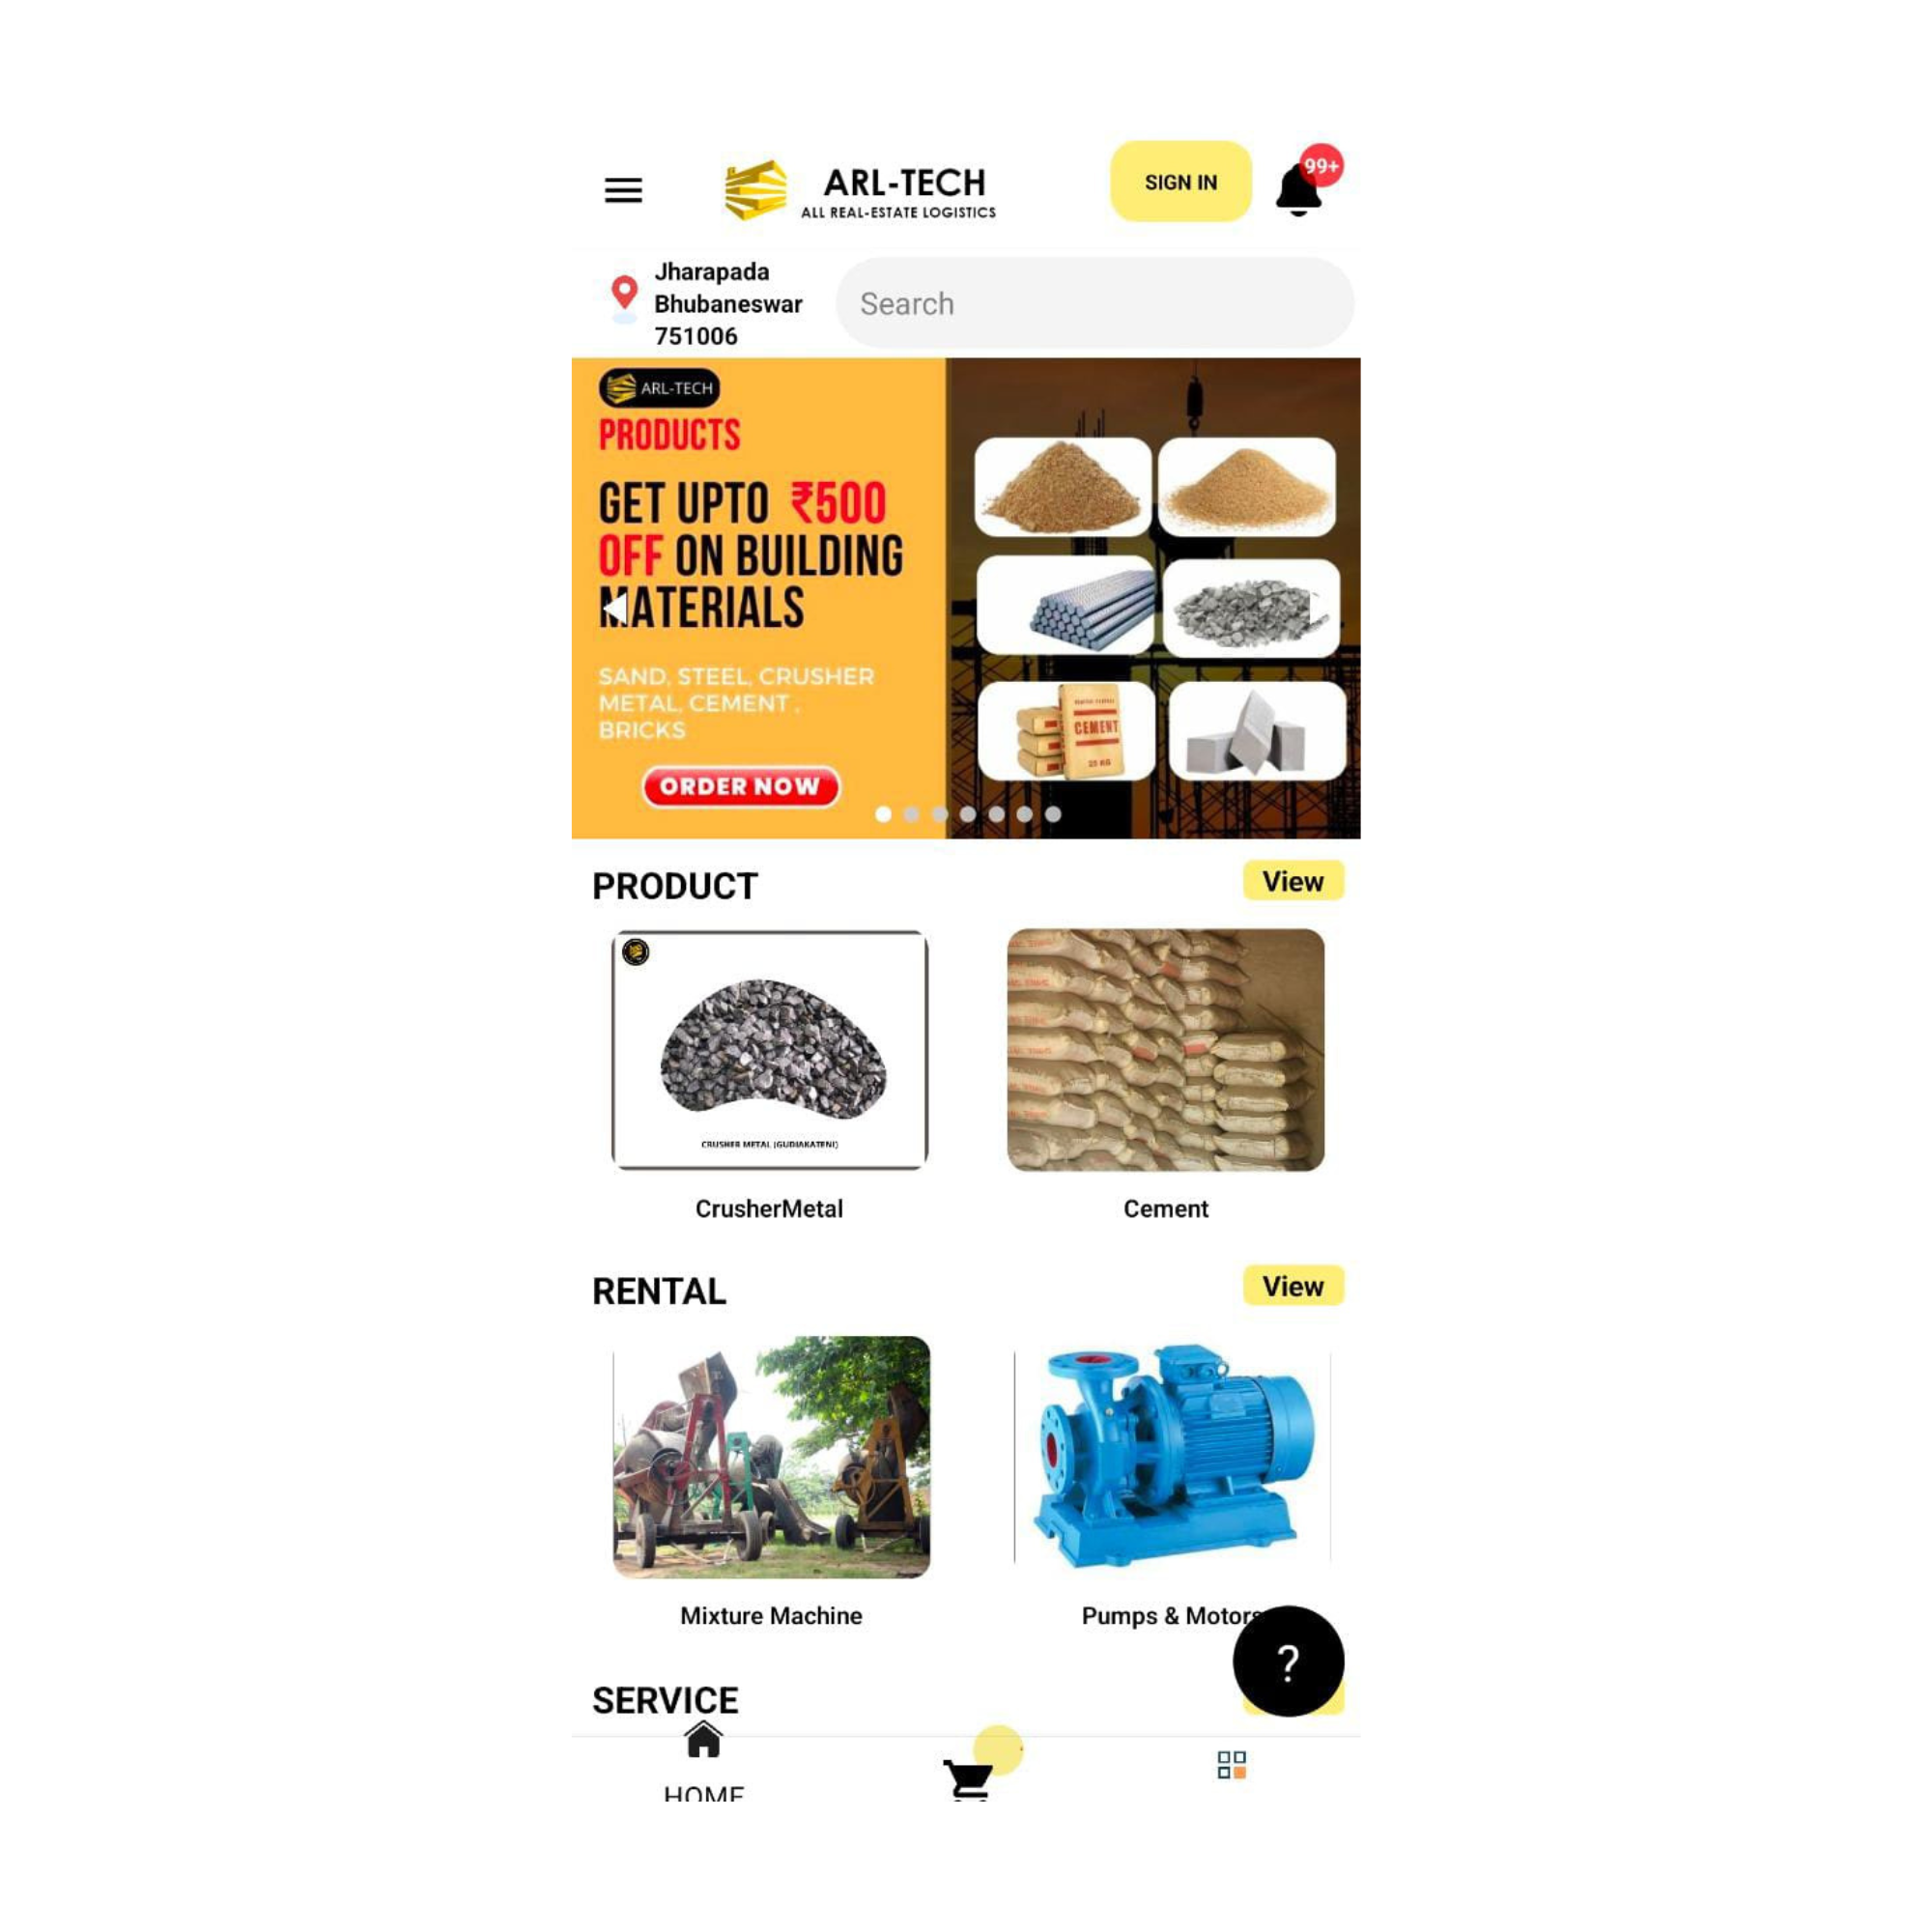 ARL-TECH
ALL REAL-ESTATE LOGISTICS
SIGN IN
99+
Jharapada
Bhubaneswar
751006
Search
ARL-TECH
PRODUCTS
GET UPTO ₹500
OFF ON BUILDING
MATERIALS
SAND, STEEL, CRUSHER
METAL, CEMENT ,
BRICKS
ORDER NOW
CEMENT
25 KG
PRODUCT
View
CRUSHER METAL (GUDIAKATENI)
CrusherMetal
Cement
RENTAL
View
Mixture Machine
Pumps & Motors
?
SERVICE
HOME